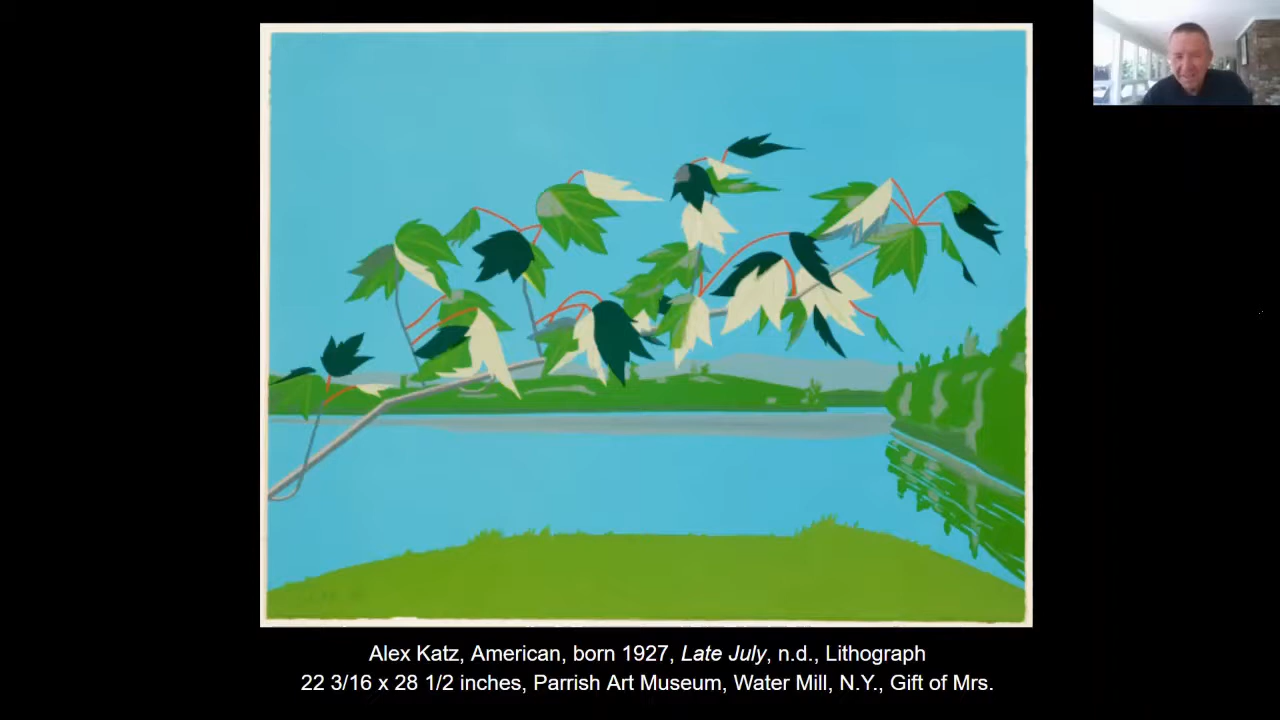 Alex Katz, American, born 1927, Late July, n.d., Lithograph
22 3/16 x 28 1/2 inches, Parrish Art Museum, Water Mill, N.Y., Gift of Mrs.